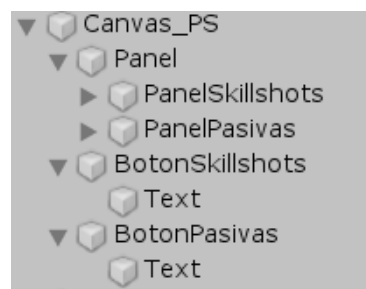 Canvas_PS
Panel
PanelSkillshots
PanelPasivas
BotonSkillshots
Text
BotonPasivas
Text